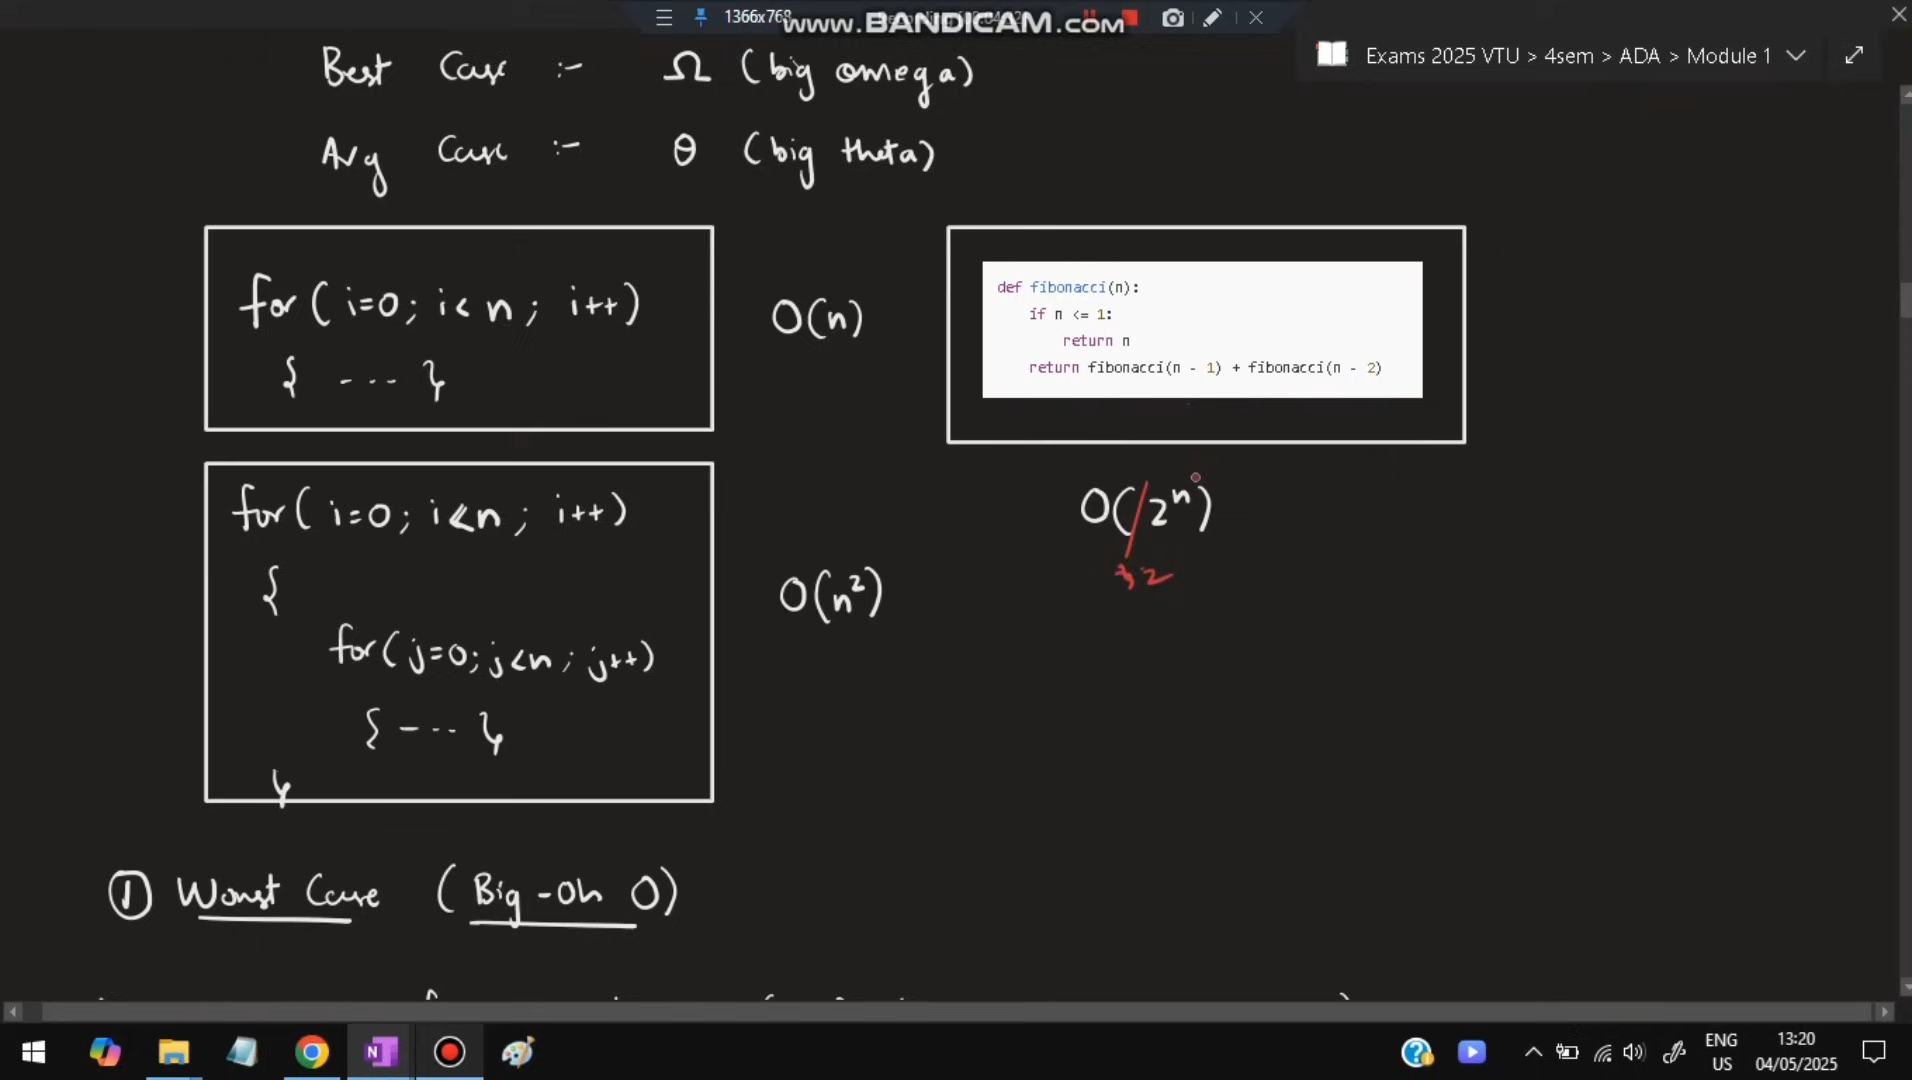 1366x768
www.BANDICAM.com
Exams 2025 VTU > 4sem > ADA > Module 1
Best Case :- Ω (big omega)
Avg Case :- θ (big theta)
for( i=0; i< n; i++)
{ --- }
O(n)
def fibonacci(n):
if n <= 1:
return n
return fibonacci(n - 1) + fibonacci(n - 2)
O(2ⁿ)
for( i=0; i<n; i++)
{
for( j=0; j<n; j++)
{ --- }
}
O(n²)
① Worst Case ( Big-Oh O)
ENG
US
13:20
04/05/2025